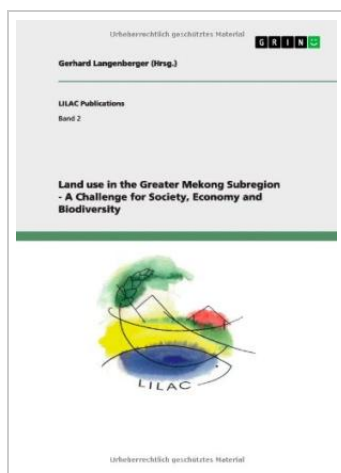 Urheberrechtlich geschütztes Material
GRIN
Gerhard Langenberger (Hrsg.)
LILAC Publications
Band 2
Land use in the Greater Mekong Subregion
- A Challenge for Society, Economy and
Biodiversity
LILAC
Urheberrechtlich geschütztes Material